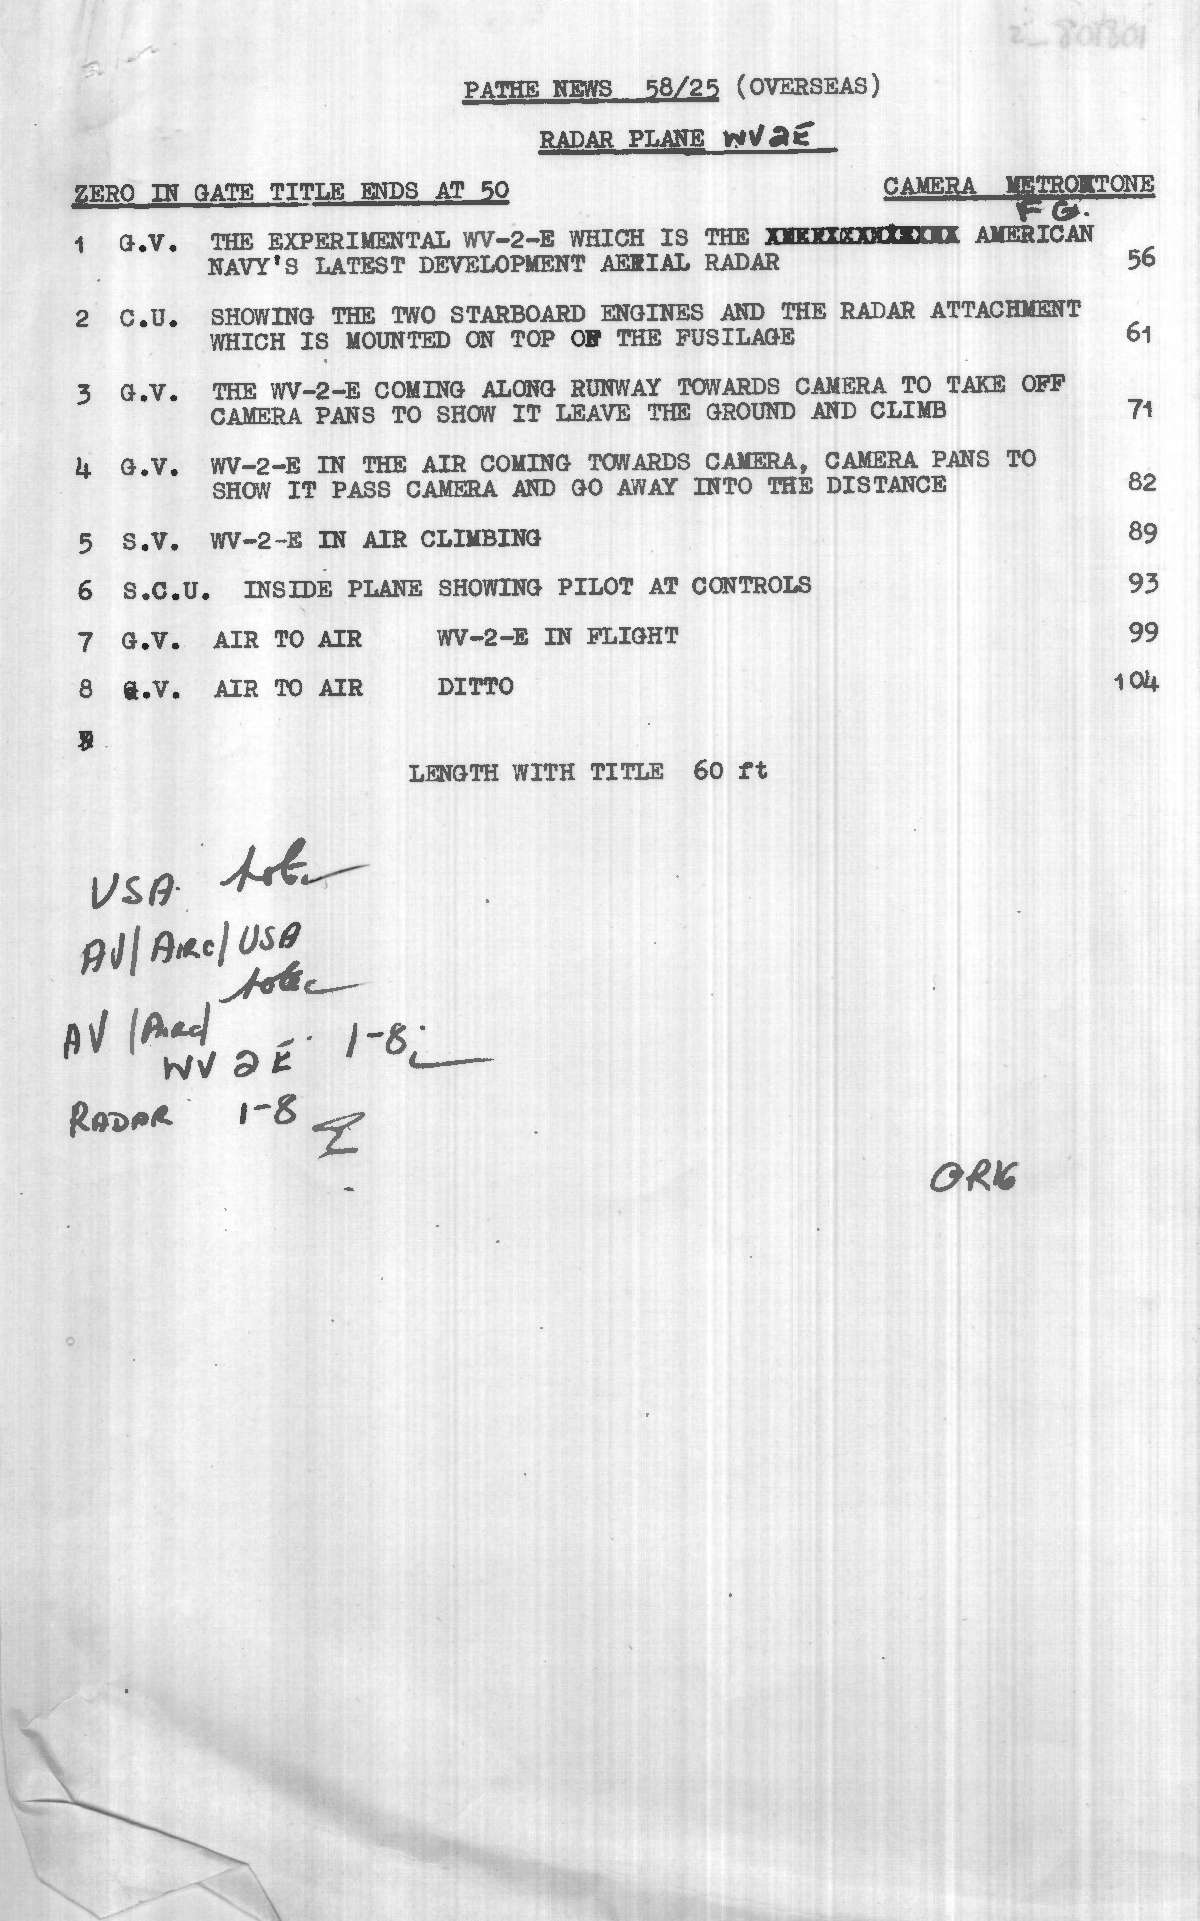 PATHE NEWS 58/25 (OVERSEAS)
RADAR PLANE WV2E
ZERO IN GATE TITLE ENDS AT 50 CAMERA METRONTONE
F G.
1 G.V. THE EXPERIMENTAL WV-2-E WHICH IS THE AMERICAN
NAVY'S LATEST DEVELOPMENT AERIAL RADAR 56
2 C.U. SHOWING THE TWO STARBOARD ENGINES AND THE RADAR ATTACHMENT
WHICH IS MOUNTED ON TOP OF THE FUSILAGE 61
3 G.V. THE WV-2-E COMING ALONG RUNWAY TOWARDS CAMERA TO TAKE OFF
CAMERA PANS TO SHOW IT LEAVE THE GROUND AND CLIMB 71
4 G.V. WV-2-E IN THE AIR COMING TOWARDS CAMERA, CAMERA PANS TO
SHOW IT PASS CAMERA AND GO AWAY INTO THE DISTANCE 82
5 S.V. WV-2-E IN AIR CLIMBING 89
6 S.C.U. INSIDE PLANE SHOWING PILOT AT CONTROLS 93
7 G.V. AIR TO AIR WV-2-E IN FLIGHT 99
8 G.V. AIR TO AIR DITTO 104
LENGTH WITH TITLE 60 ft
USA
AV/AIRC/USA
AV/AIRC/
WV2E 1-8
RADAR 1-8
ORIG